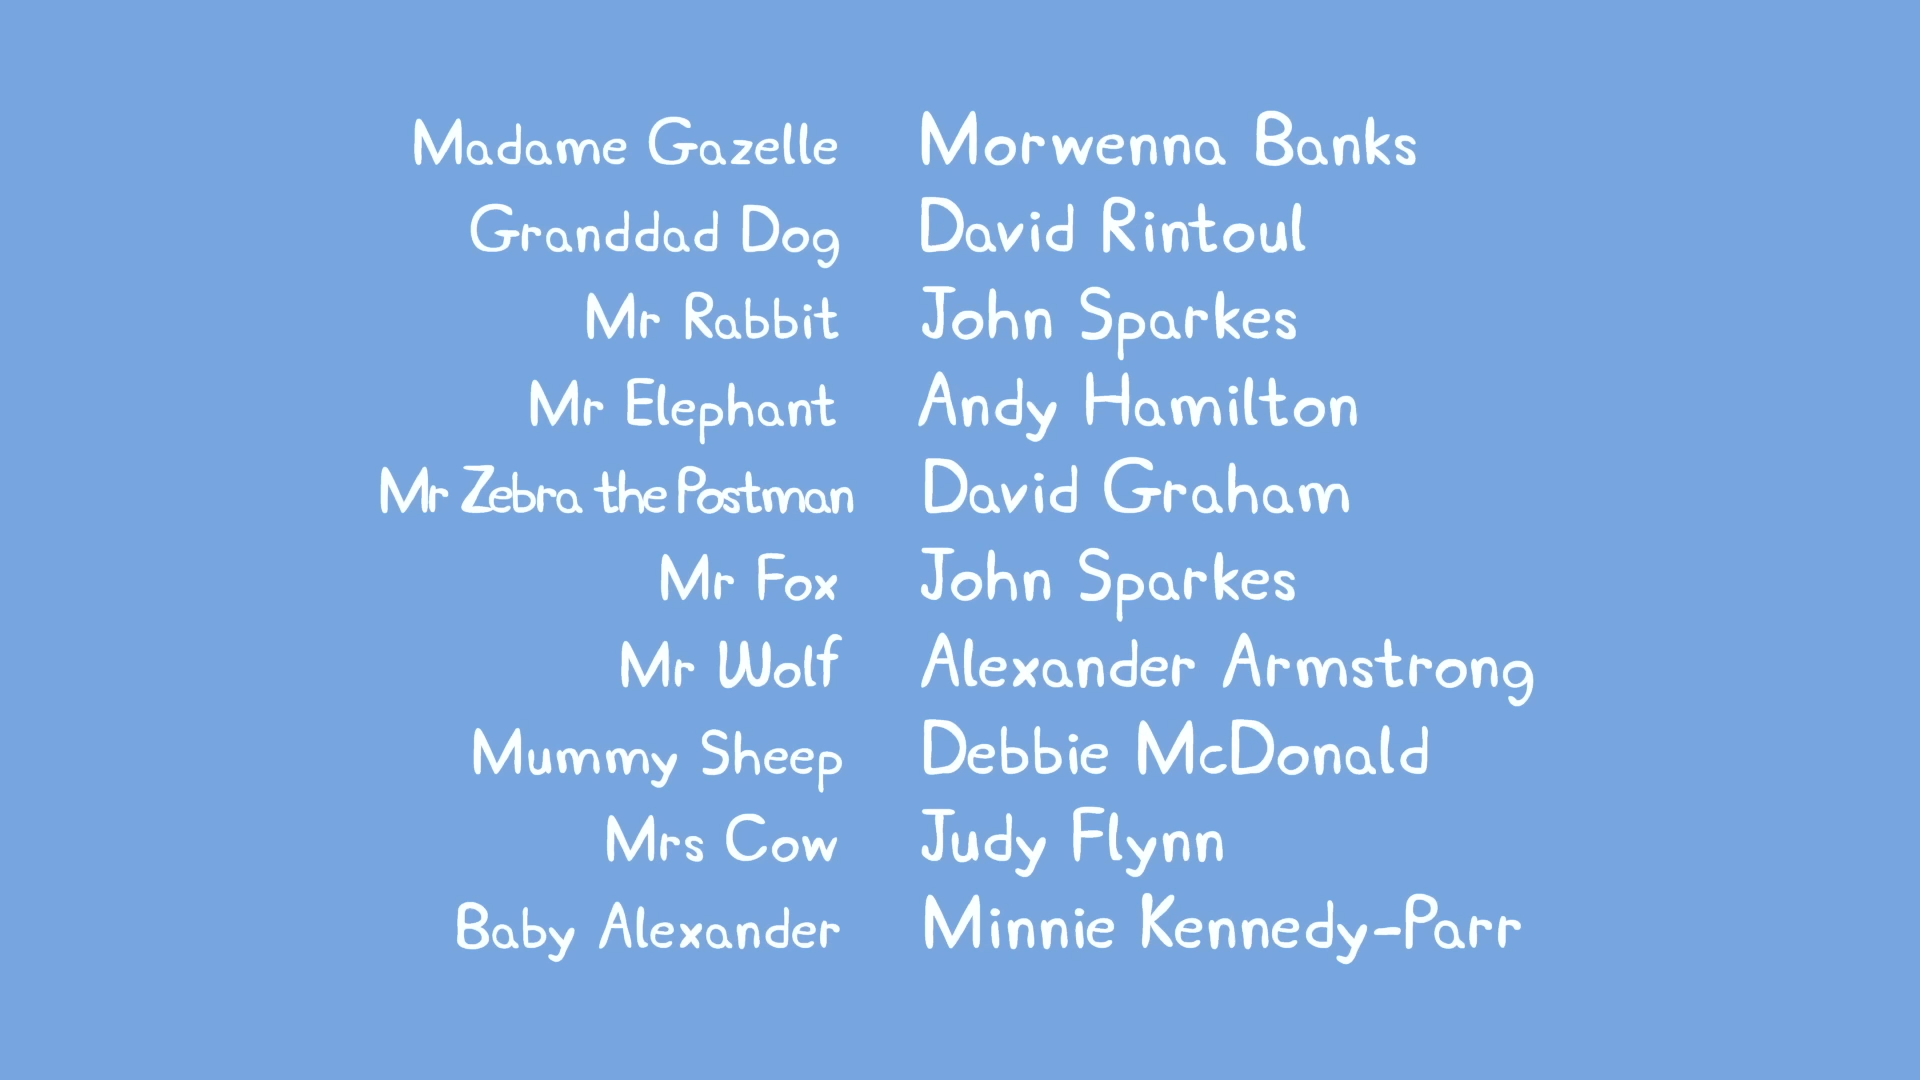 Madame Gazelle Morwenna Banks
Granddad Dog David Rintoul
Mr Rabbit John Sparkes
Mr Elephant Andy Hamilton
Mr Zebra the Postman David Graham
Mr Fox John Sparkes
Mr Wolf Alexander Armstrong
Mummy Sheep Debbie McDonald
Mrs Cow Judy Flynn
Baby Alexander Minnie Kennedy-Parr